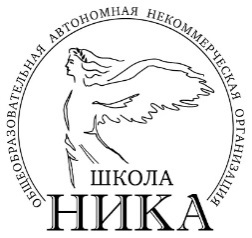 ОБЩЕОБРАЗОВАТЕЛЬНАЯ АВТОНОМНАЯ НЕКОММЕРЧЕСКАЯ ОРГАНИЗАЦИЯ
ШКОЛА
НИКА